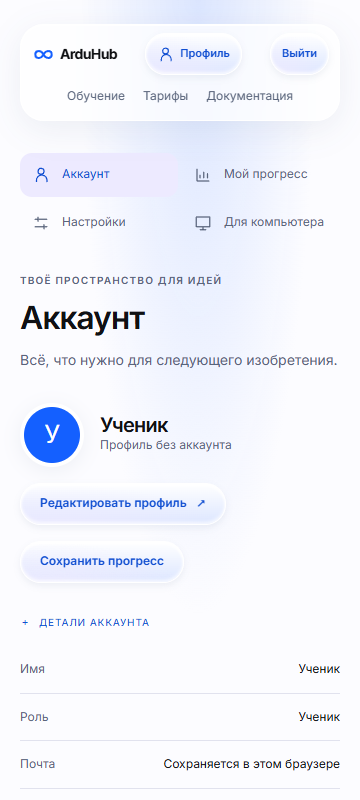 ArduHub
Профиль
Выйти
Обучение Тарифы Документация
Аккаунт
Мой прогресс
Настройки
Для компьютера
ТВОЁ ПРОСТРАНСТВО ДЛЯ ИДЕЙ
Аккаунт
Всё, что нужно для следующего изобретения.
У
Ученик
Профиль без аккаунта
Редактировать профиль ↗
Сохранить прогресс
+ ДЕТАЛИ АККАУНТА
Имя Ученик
Роль Ученик
Почта Сохраняется в этом браузере